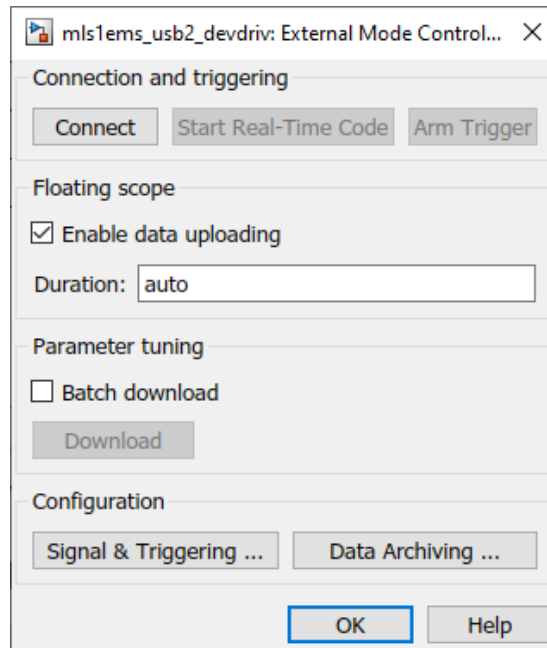 mls1ems_usb2_devdriv: External Mode Control...
Connection and triggering
Connect Start Real-Time Code Arm Trigger
Floating scope
Enable data uploading
Duration: auto
Parameter tuning
Batch download
Download
Configuration
Signal & Triggering ... Data Archiving ...
OK Help